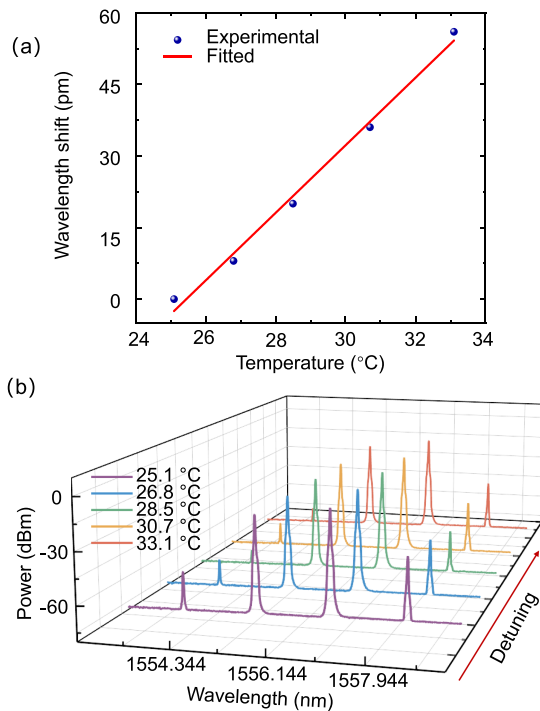 (a)
60
45
30
15
0
Wavelength shift (pm)
Experimental
Fitted
24 26 28 30 32 34
Temperature (°C)
(b)
25.1 °C
26.8 °C
28.5 °C
30.7 °C
33.1 °C
0
-30
-60
Power (dBm)
1554.344
1556.144
1557.944
Wavelength (nm)
Detuning